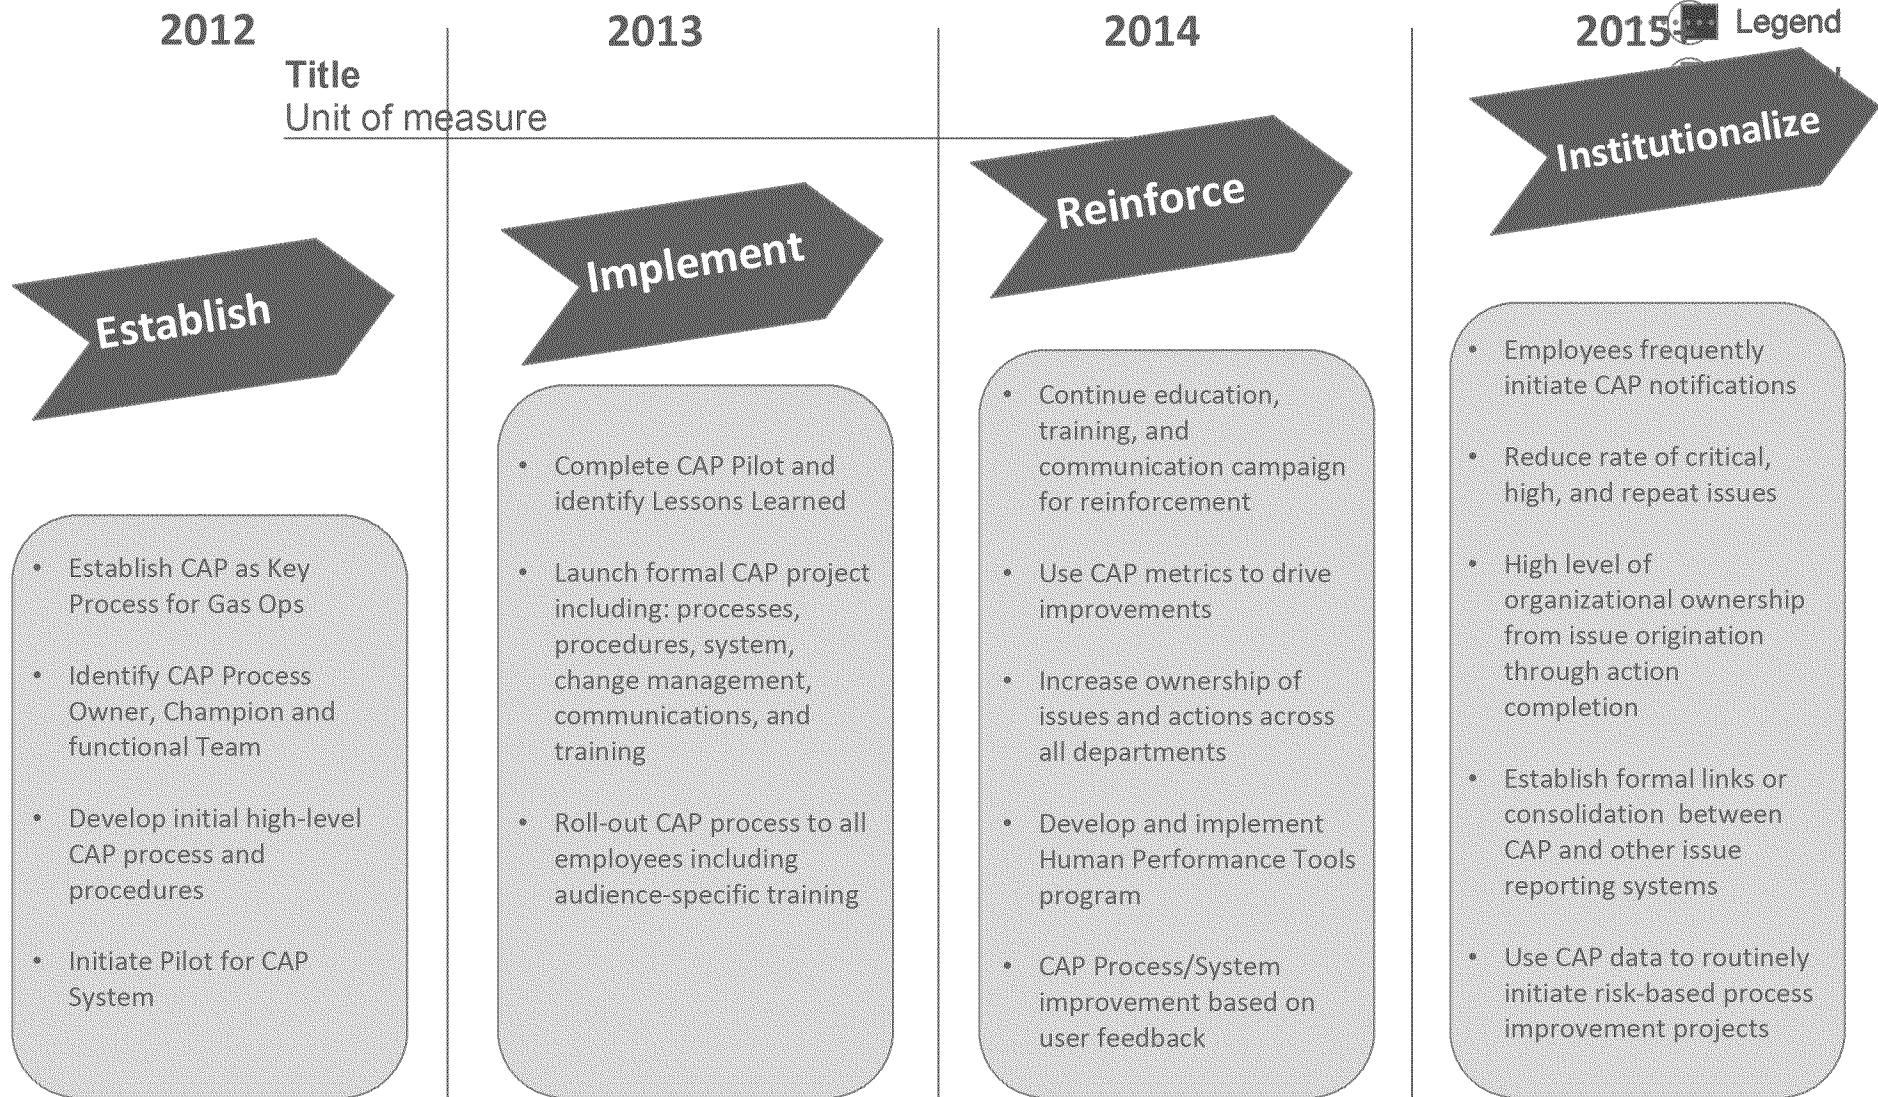 2012
2013
2014
2015+
Legend
Title
Unit of measure
Establish
Implement
Reinforce
Institutionalize
• Establish CAP as Key
Process for Gas Ops
• Identify CAP Process
Owner, Champion and
functional Team
• Develop initial high-level
CAP process and
procedures
• Initiate Pilot for CAP
System
• Complete CAP Pilot and
identify Lessons Learned
• Launch formal CAP project
including: processes,
procedures, system,
change management,
communications, and
training
• Roll-out CAP process to all
employees including
audience-specific training
• Continue education,
training, and
communication campaign
for reinforcement
• Use CAP metrics to drive
improvements
• Increase ownership of
issues and actions across
all departments
• Develop and implement
Human Performance Tools
program
• CAP Process/System
improvement based on
user feedback
• Employees frequently
initiate CAP notifications
• Reduce rate of critical,
high, and repeat issues
• High level of
organizational ownership
from issue origination
through action
completion
• Establish formal links or
consolidation  between
CAP and other issue
reporting systems
• Use CAP data to routinely
initiate risk-based process
improvement projects